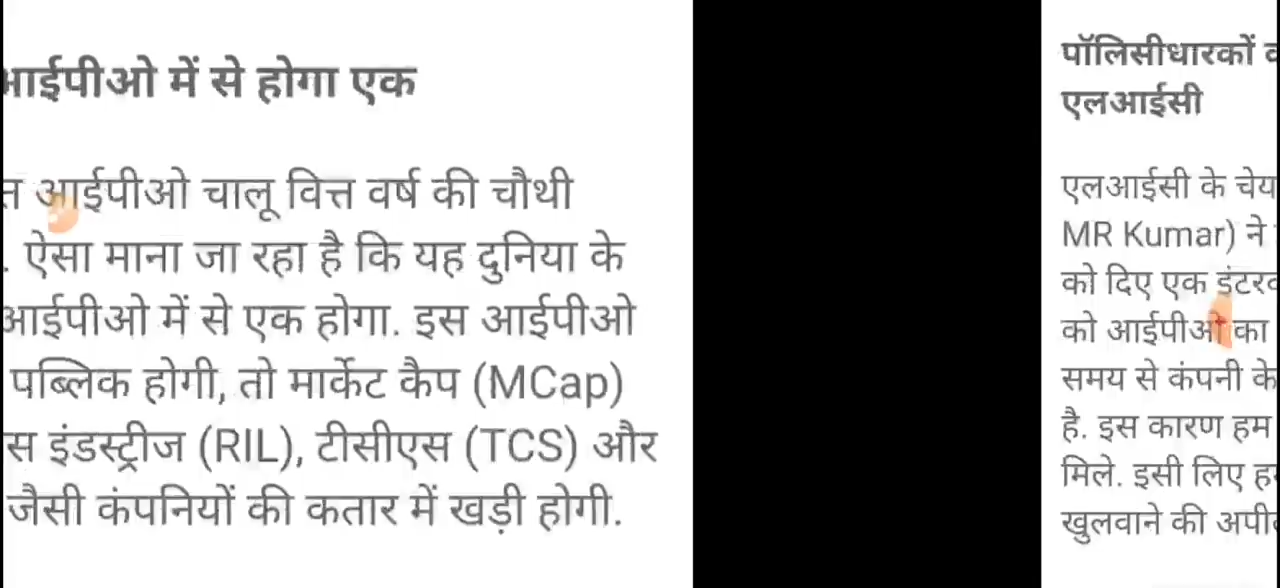 आईपीओ में से होगा एक
त आईपीओ चालू वित्त वर्ष की चौथी
. ऐसा माना जा रहा है कि यह दुनिया के
आईपीओ में से एक होगा. इस आईपीओ
पब्लिक होगी, तो मार्केट कैप (MCap)
स इंडस्ट्रीज (RIL), टीसीएस (TCS) और
जैसी कंपनियों की कतार में खड़ी होगी.
पॉलिसीधारकों
एलआईसी
एलआईसी के चेय
MR Kumar) ने
को दिए एक इंटर
को आईपीओ का
समय से कंपनी के
है. इस कारण हम
मिले. इसी लिए ह
खुलवाने की अपी